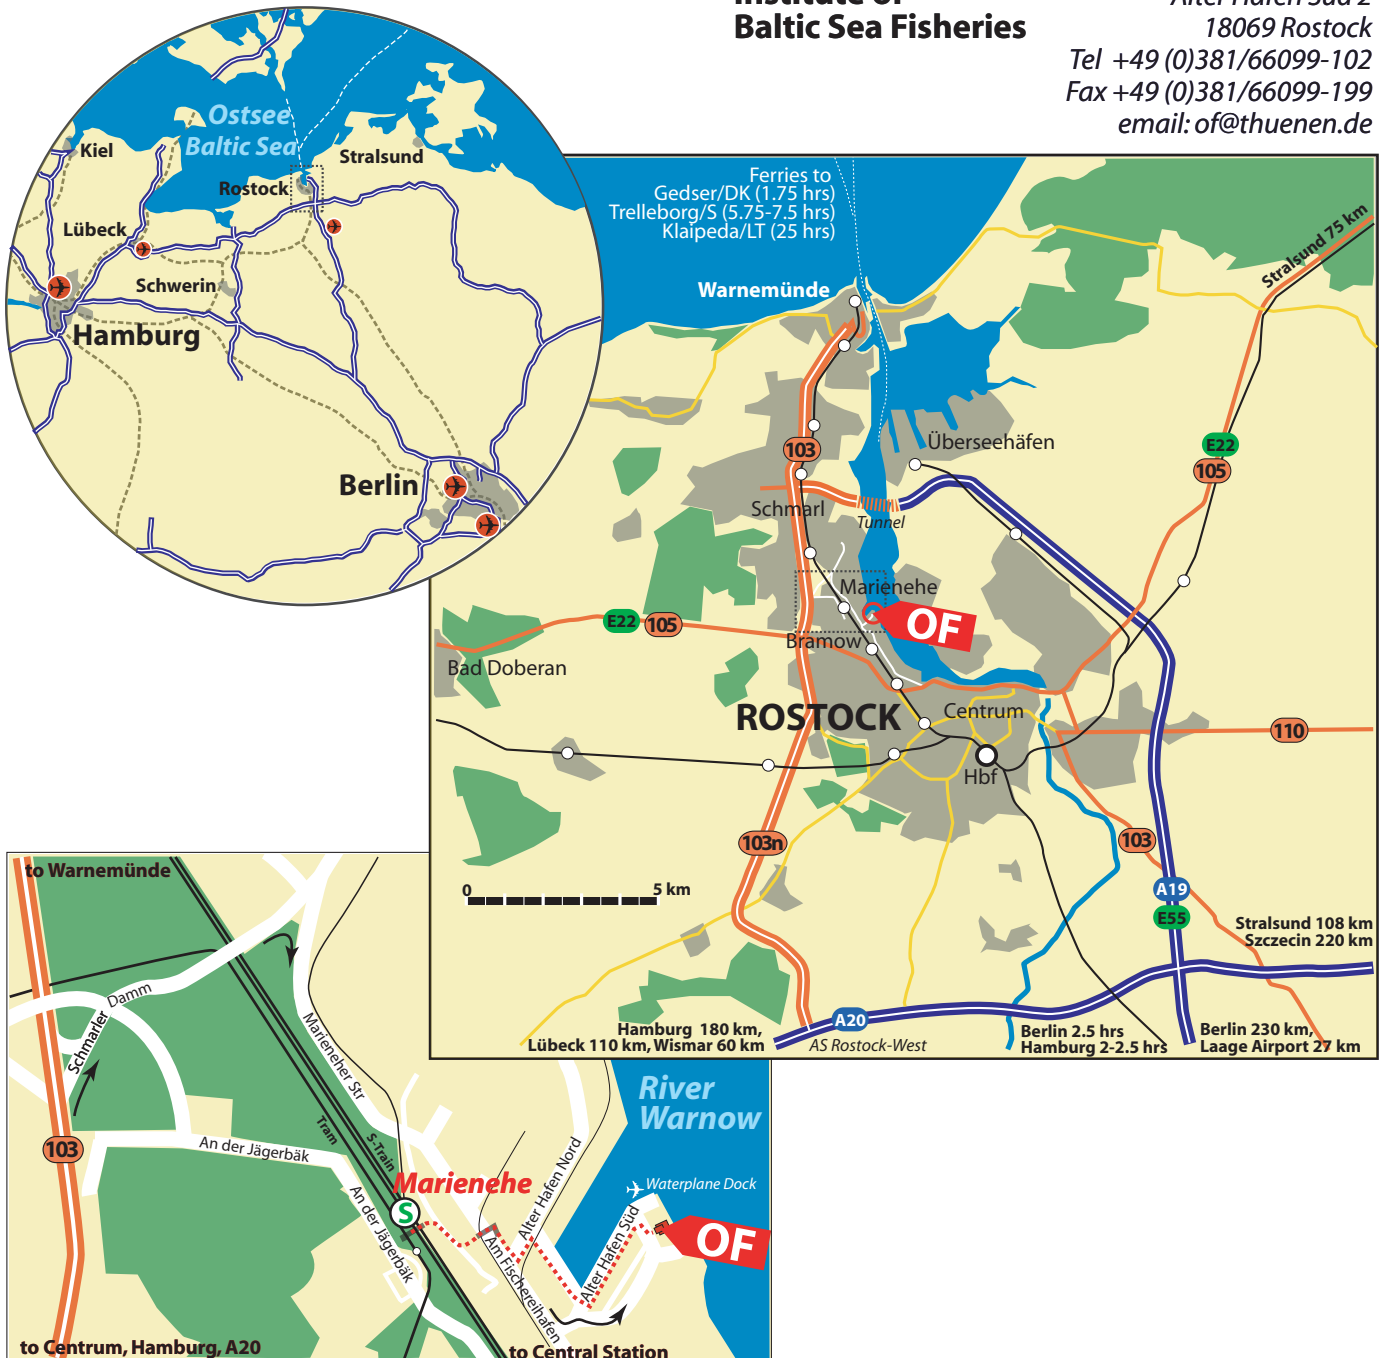 Institute of
Baltic Sea Fisheries
Alter Hafen Süd 2
18069 Rostock
Tel +49 (0)381/66099-102
Fax +49 (0)381/66099-199
email: of@thuenen.de
Ostsee
Baltic Sea
Kiel
Stralsund
Rostock
Lübeck
Schwerin
Hamburg
Berlin
Ferries to
Gedser/DK (1.75 hrs)
Trelleborg/S (5.75-7.5 hrs)
Klaipeda/LT (25 hrs)
Stralsund 75 km
Warnemünde
103
Überseehäfen
E22
105
Schmarl
Tunnel
Marienehe
E22
105
OF
Bramow
Bad Doberan
ROSTOCK
Centrum
110
Hbf
103n
103
0
5 km
A19
E55
Stralsund 108 km
Szczecin 220 km
A20
Hamburg 180 km,
Lübeck 110 km, Wismar 60 km
AS Rostock-West
Berlin 2.5 hrs
Hamburg 2-2.5 hrs
Berlin 230 km,
Laage Airport 27 km
to Warnemünde
Schmarler Damm
Marieneher Str
River
Warnow
103
Tram
S-Train
An der Jägerbäk
An der Jägerbäk
Marienehe
S
Alter Hafen Nord
Waterplane Dock
Alter Hafen Süd
OF
Am Fischereihafen
to Centrum, Hamburg, A20
to Central Station